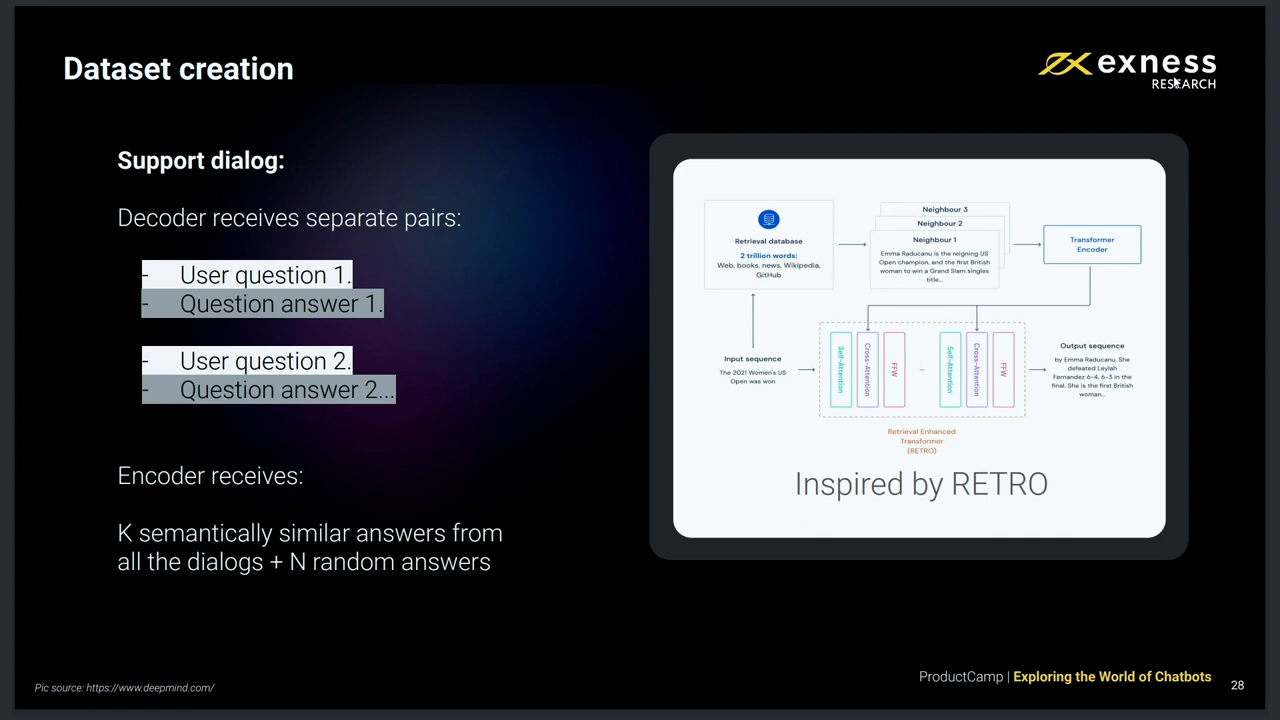 Dataset creation
exness
RESEARCH
Support dialog:
Decoder receives separate pairs:
- User question 1.
- Question answer 1.
- User question 2.
- Question answer 2...
Encoder receives:
K semantically similar answers from
all the dialogs + N random answers
Retrieval database
2 trillion words:
Web, books, news, Wikipedia,
GitHub
Neighbour 3
Neighbour 2
Neighbour 1
Emma Raducanu is the reigning US
Open champion, and the first British
woman to win a Grand Slam singles
title...
Transformer
Encoder
Input sequence
The 2021 Women's US
Open was won
Self-Attention
Cross-Attention
FFW
...
Self-Attention
Cross-Attention
FFW
Output sequence
by Emma Raducanu. She
defeated Leylah
Fernandez 6-4, 6-3 in the
final. She is the first British
woman...
Retrieval Enhanced
Transformer
(RETRO)
Inspired by RETRO
Pic source: https://www.deepmind.com/
ProductCamp | Exploring the World of Chatbots
28